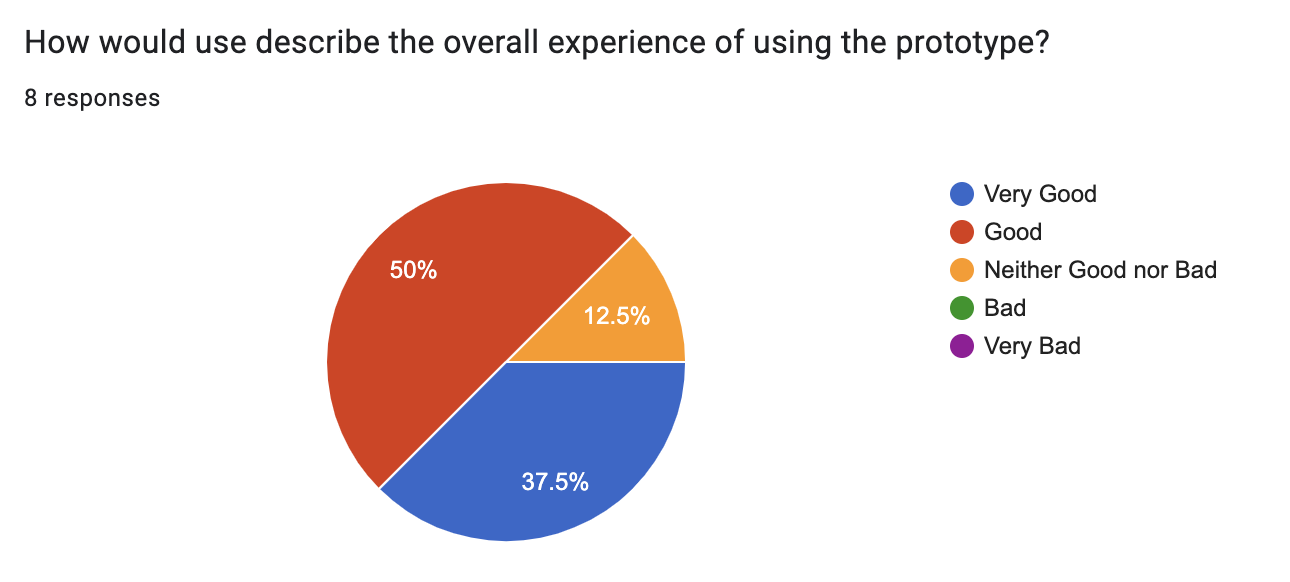 How would use describe the overall experience of using the prototype?
8 responses
Very Good
Good
Neither Good nor Bad
Bad
Very Bad
50%
12.5%
37.5%